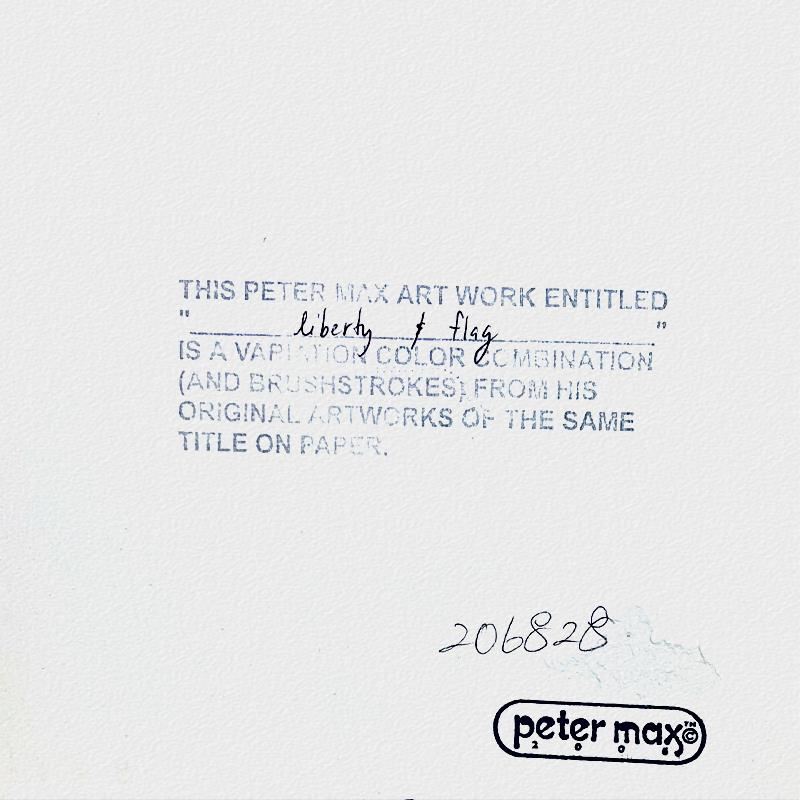 THIS PETER MAX ART WORK ENTITLED
"liberty & flag"
IS A VARIATION COLOR COMBINATION
(AND BRUSHSTROKES) FROM HIS
ORIGINAL ARTWORKS OF THE SAME
TITLE ON PAPER.
206828
peter max™©